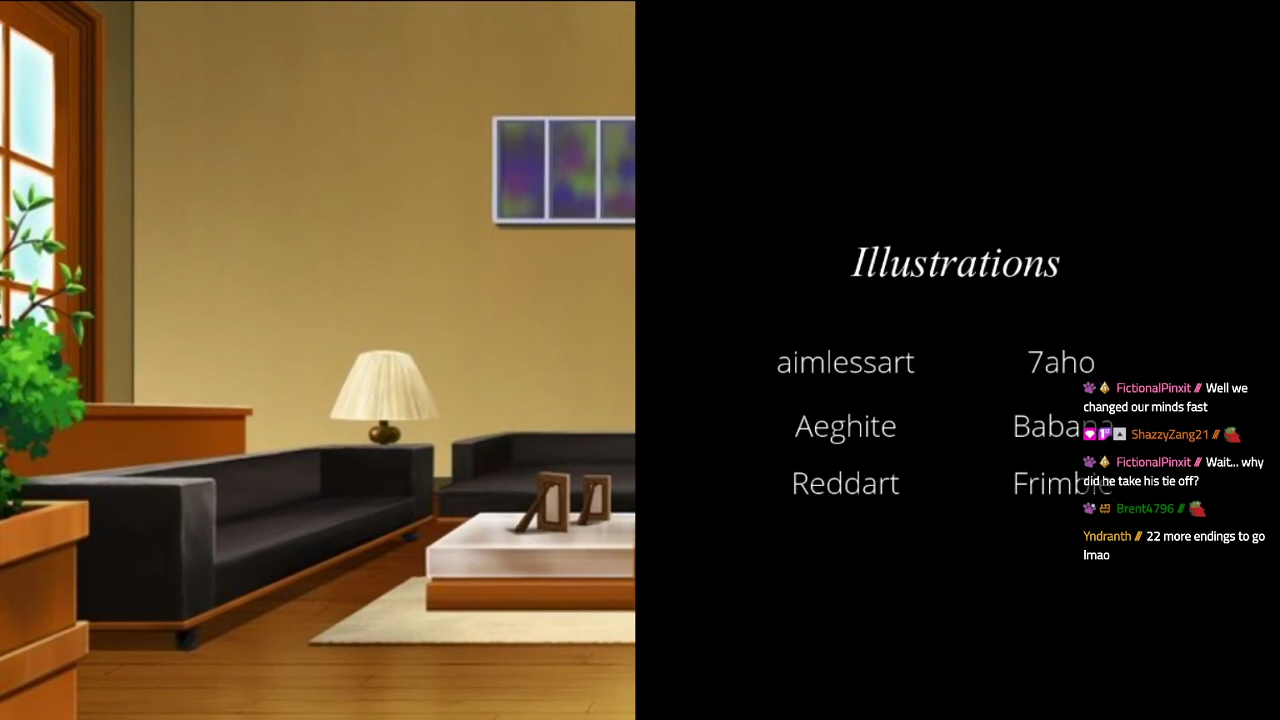 Illustrations
aimlessart 7aho
Aeghite
Reddart
FictionalPinxit // Well we
changed our minds fast
ShazzyZang21 //
FictionalPinxit // Wait... why
did he take his tie off?
Brent4796 //
Yndranth // 22 more endings to go
lmao